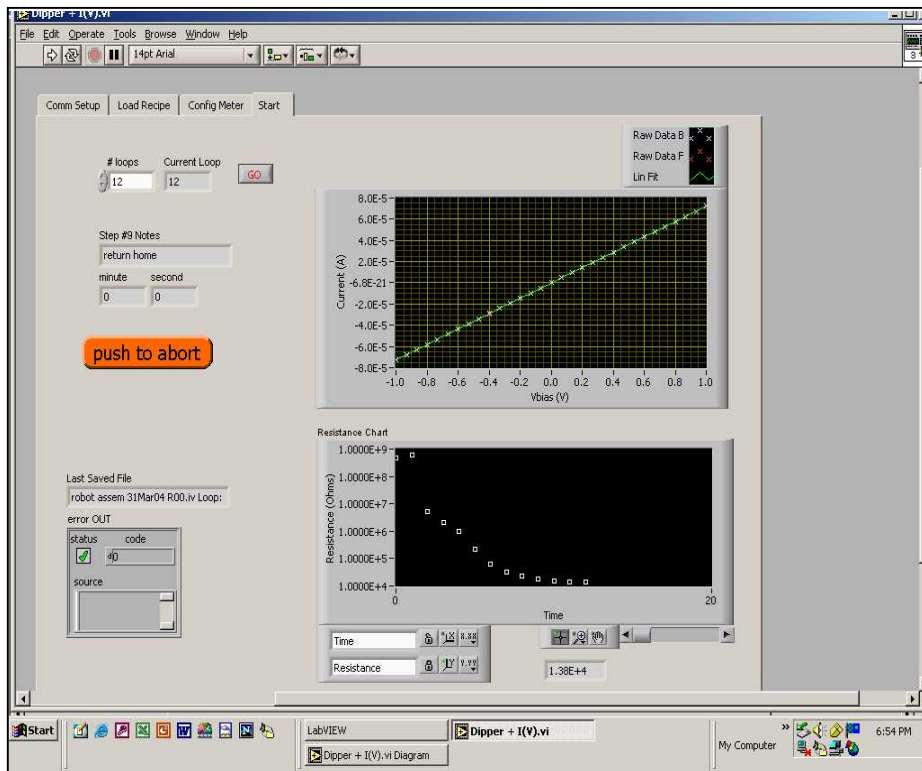 Dipper + I(V).vi
File Edit Operate Tools Browse Window Help
14pt Arial
Comm Setup Load Recipe Config Meter Start
# loops Current Loop
12 12 GO
Step #9 Notes
return home
minute second
0 0
push to abort
Last Saved File
robot assem 31Mar04 R00.iv Loop:
error OUT
status code
d0
source
Raw Data B
Raw Data F
Lin Fit
Current (A)
8.0E-5
6.0E-5
4.0E-5
2.0E-5
-6.8E-21
-2.0E-5
-4.0E-5
-6.0E-5
-8.0E-5
-1.0 -0.8 -0.6 -0.4 -0.2 0.0 0.2 0.4 0.6 0.8 1.0
Vbias (V)
Resistance Chart
Resistance (Ohms)
1.0000E+9
1.0000E+8
1.0000E+7
1.0000E+6
1.0000E+5
1.0000E+4
0 20
Time
Time X.XX
Resistance Y.YY
1.38E+4
Start LabVIEW Dipper + I(V).vi
Dipper + I(V).vi Diagram
My Computer » 6:54 PM